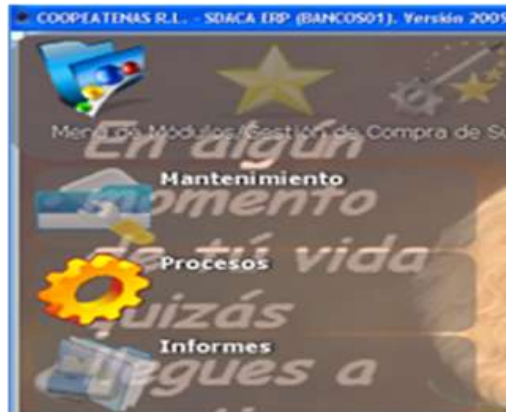 COOPEATENAS R.L. - SDACA ERP (BANCOS01). Versión 2009
Menú de Módulos/Gestión de Compra de Su
En algún
Mantenimiento
momento
de tú vida
Procesos
quizás
Informes
llegues a